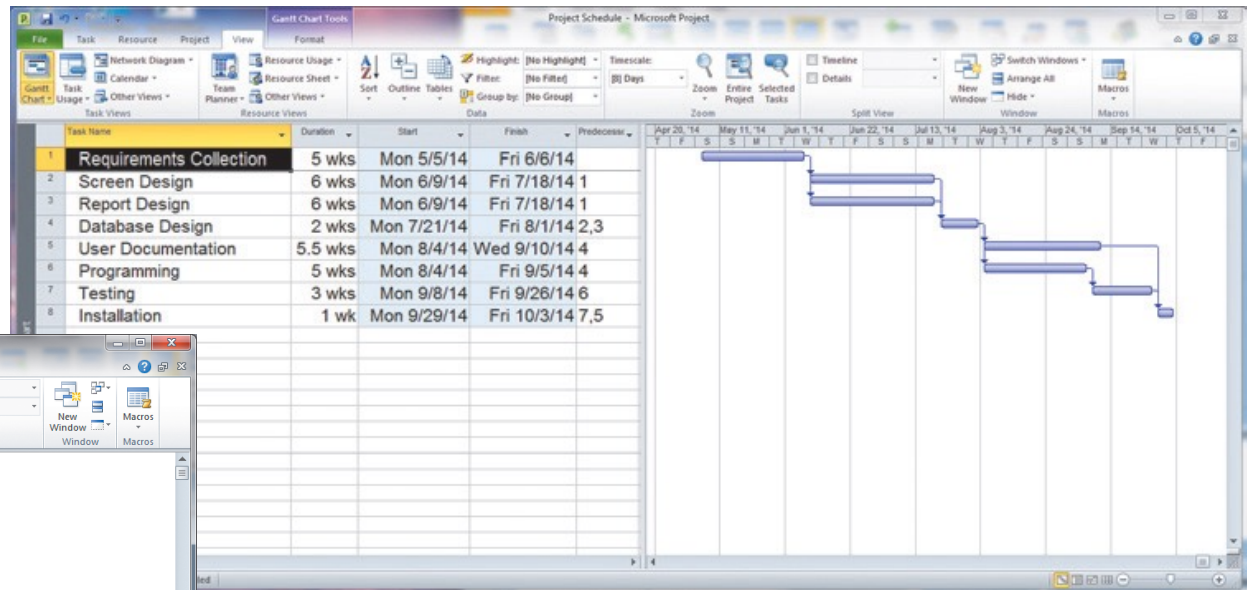 Gantt Chart Tools
Project Schedule - Microsoft Project
File Task Resource Project View Format
Gantt Chart
Task Usage
Network Diagram
Calendar
Other Views
Task Views
Team Planner
Resource Usage
Resource Sheet
Other Views
Resource Views
Sort
Outline
Tables
Highlight: [No Highlight]
Filter: [No Filter]
Group by: [No Group]
Data
Timescale:
[8] Days
Zoom
Entire Project
Selected Tasks
Zoom
Timeline
Details
Split View
New Window
Switch Windows
Arrange All
Hide
Window
Macros
Macros
Task Name Duration Start Finish Predecessor
Apr 20, '14 May 11, '14 Jun 1, '14 Jun 22, '14 Jul 13, '14 Aug 3, '14 Aug 24, '14 Sep 14, '14 Oct 5, '14
T F S S M T W T F S S M T W T F S S M T W T F
1 Requirements Collection 5 wks Mon 5/5/14 Fri 6/6/14
2 Screen Design 6 wks Mon 6/9/14 Fri 7/18/14 1
3 Report Design 6 wks Mon 6/9/14 Fri 7/18/14 1
4 Database Design 2 wks Mon 7/21/14 Fri 8/1/14 2,3
5 User Documentation 5.5 wks Mon 8/4/14 Wed 9/10/14 4
6 Programming 5 wks Mon 8/4/14 Fri 9/5/14 4
7 Testing 3 wks Mon 9/8/14 Fri 9/26/14 6
8 Installation 1 wk Mon 9/29/14 Fri 10/3/14 7,5
New Window
Window
Macros
Macros